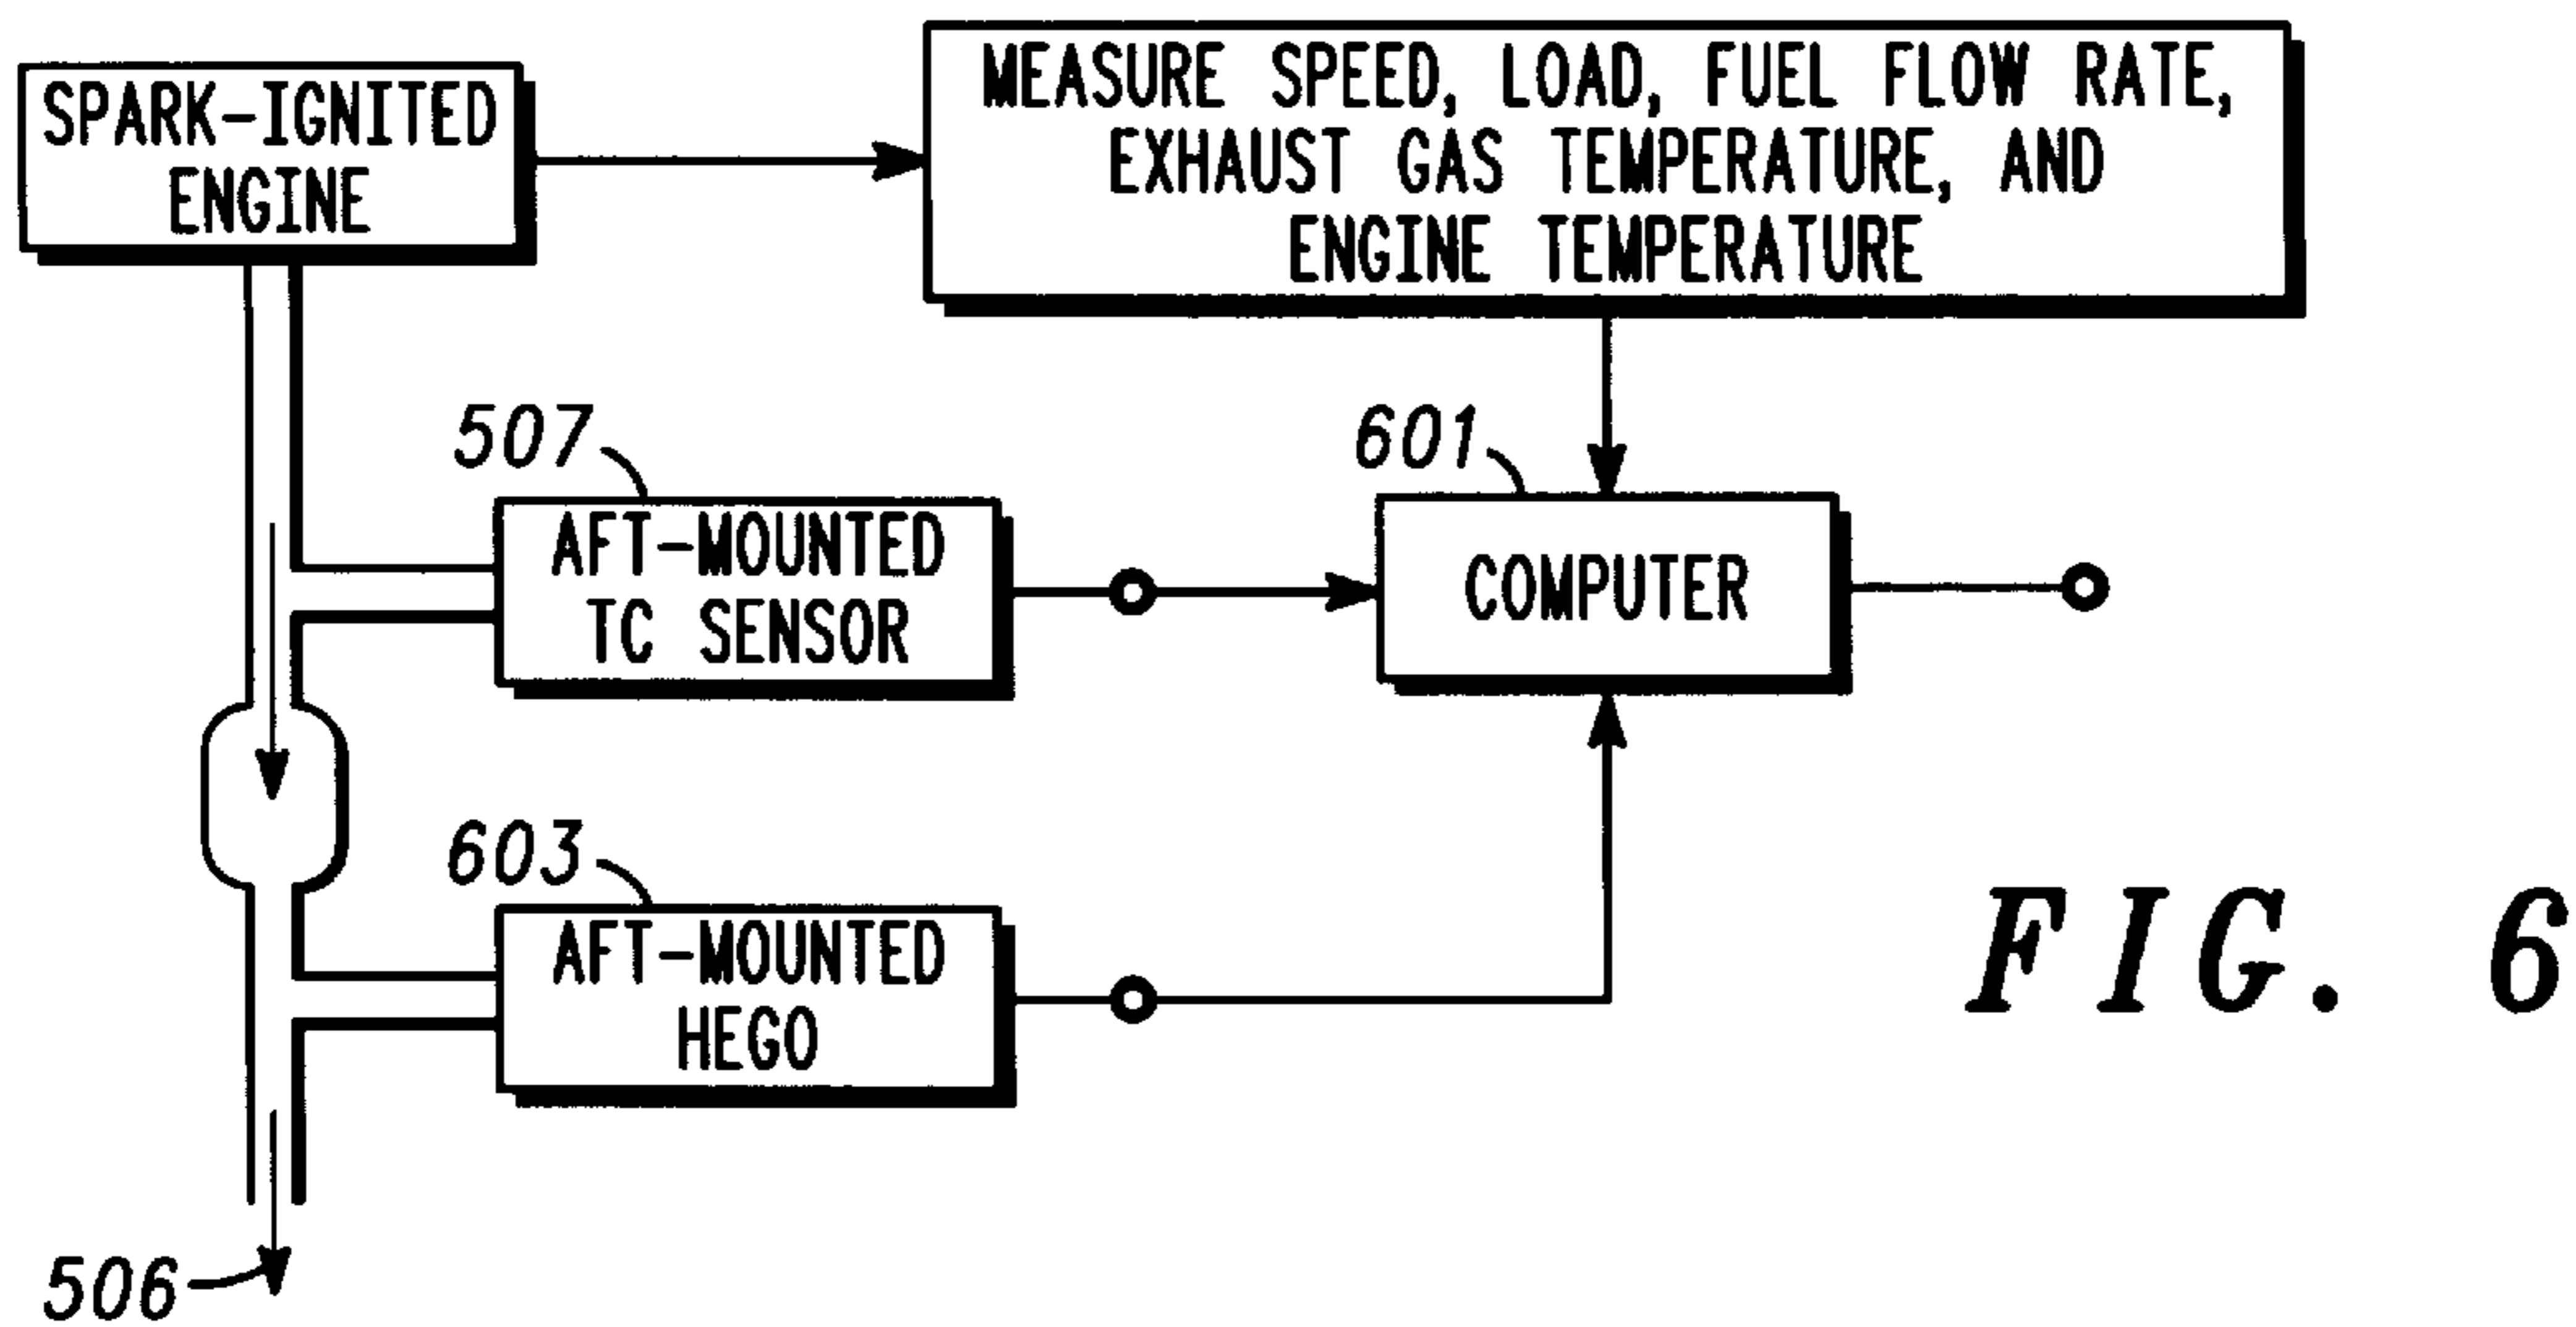 SPARK-IGNITED
ENGINE
MEASURE SPEED, LOAD, FUEL FLOW RATE,
EXHAUST GAS TEMPERATURE, AND
ENGINE TEMPERATURE
507
AFT-MOUNTED
TC SENSOR
601
COMPUTER
603
AFT-MOUNTED
HEGO
506
FIG. 6